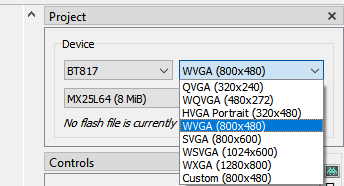 Project
Device
BT817
WVGA (800x480)
MX25L64 (8 MiB)
QVGA (320x240)
WQVGA (480x272)
HVGA Portrait (320x480)
WVGA (800x480)
SVGA (800x600)
WSVGA (1024x600)
WXGA (1280x800)
Custom (800x480)
No flash file is currently
Controls